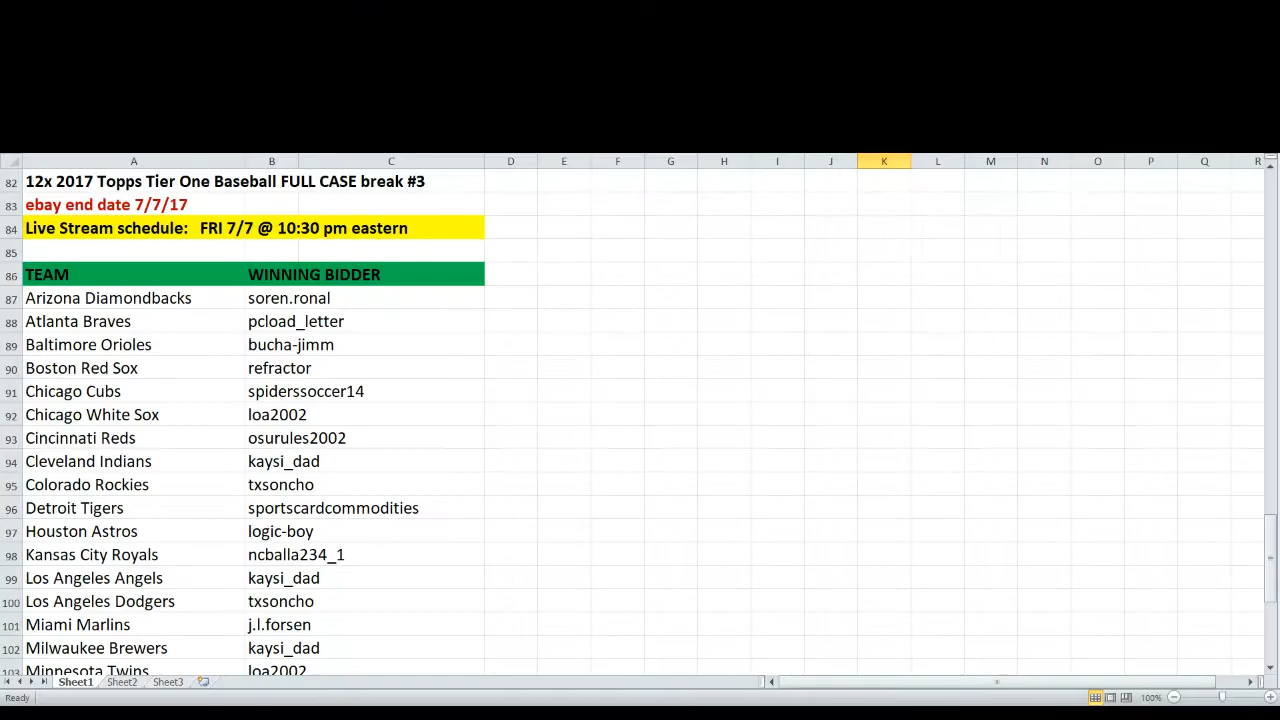 A B C D E F G H I J K L M N O P Q R
82 12x 2017 Topps Tier One Baseball FULL CASE break #3
83 ebay end date 7/7/17
84 Live Stream schedule: FRI 7/7 @ 10:30 pm eastern
85
86 TEAM WINNING BIDDER
87 Arizona Diamondbacks soren.ronal
88 Atlanta Braves pcload_letter
89 Baltimore Orioles bucha-jimm
90 Boston Red Sox refractor
91 Chicago Cubs spiderssoccer14
92 Chicago White Sox loa2002
93 Cincinnati Reds osurules2002
94 Cleveland Indians kaysi_dad
95 Colorado Rockies txsoncho
96 Detroit Tigers sportscardcommodities
97 Houston Astros logic-boy
98 Kansas City Royals ncballa234_1
99 Los Angeles Angels kaysi_dad
100 Los Angeles Dodgers txsoncho
101 Miami Marlins j.l.forsen
102 Milwaukee Brewers kaysi_dad
103 Minnesota Twins loa2002
Sheet1 Sheet2 Sheet3
Ready 100%